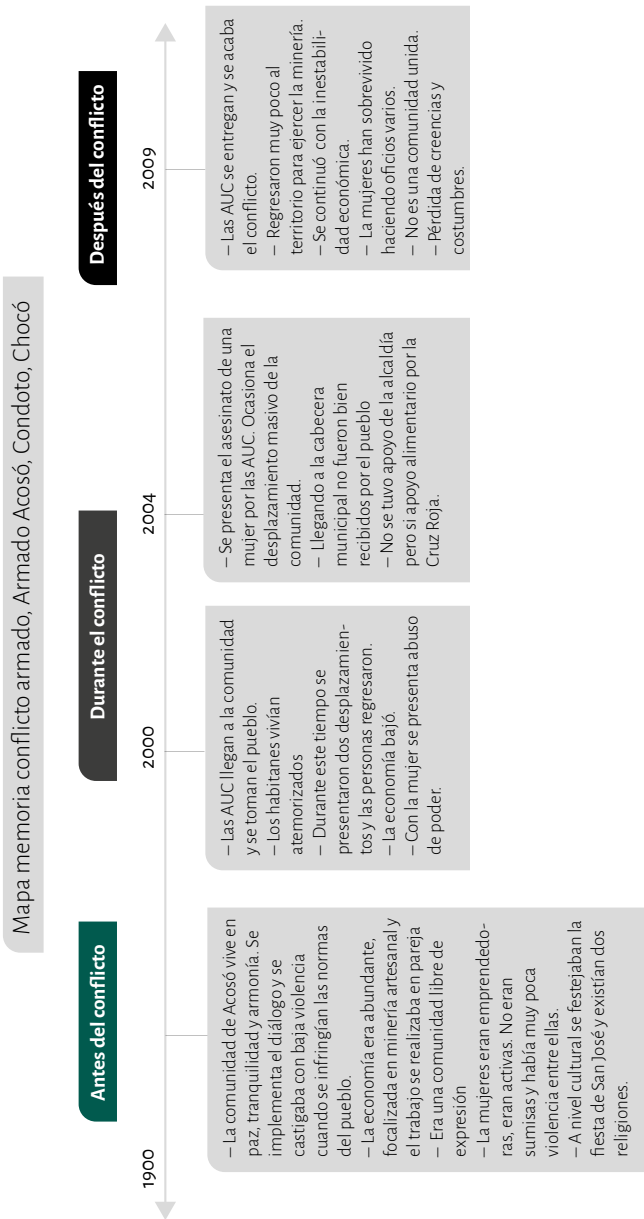 Mapa memoria conflicto armado, Armado Acosó, Condoto, Chocó
Antes del conflicto
Durante el conflicto
Después del conflicto
1900
2000
2004
2009
– La comunidad de Acosó vive en
paz, tranquilidad y armonía. Se
implementa el diálogo y se
castigaba con baja violencia
cuando se infringían las normas
del pueblo.
– La economía era abundante,
focalizada en minería artesanal y
el trabajo se realizaba en pareja
– Era una comunidad libre de
expresión
– La mujeres eran emprendedo-
ras, eran activas. No eran
sumisas y había muy poca
violencia entre ellas.
– A nivel cultural se festejaban la
fiesta de San José y existían dos
religiones.
– Las AUC llegan a la comunidad
y se toman el pueblo.
– Los habitanes vivían
atemorizados
– Durante este tiempo se
presentaron dos desplazamien-
tos y las personas regresaron.
– La economía bajó.
– Con la mujer se presenta abuso
de poder.
– Se presenta el asesinato de una
mujer por las AUC. Ocasiona el
desplazamiento masivo de la
comunidad.
– Llegando a la cabecera
municipal no fueron bien
recibidos por el pueblo
– No se tuvo apoyo de la alcaldía
pero si apoyo alimentario por la
Cruz Roja.
– Las AUC se entregan y se acaba
el conflicto.
– Regresaron muy poco al
territorio para ejercer la minería.
– Se continuó con la inestabili-
dad económica.
– La mujeres han sobrevivido
haciendo oficios varios.
– No es una comunidad unida.
– Pérdida de creencias y
costumbres.